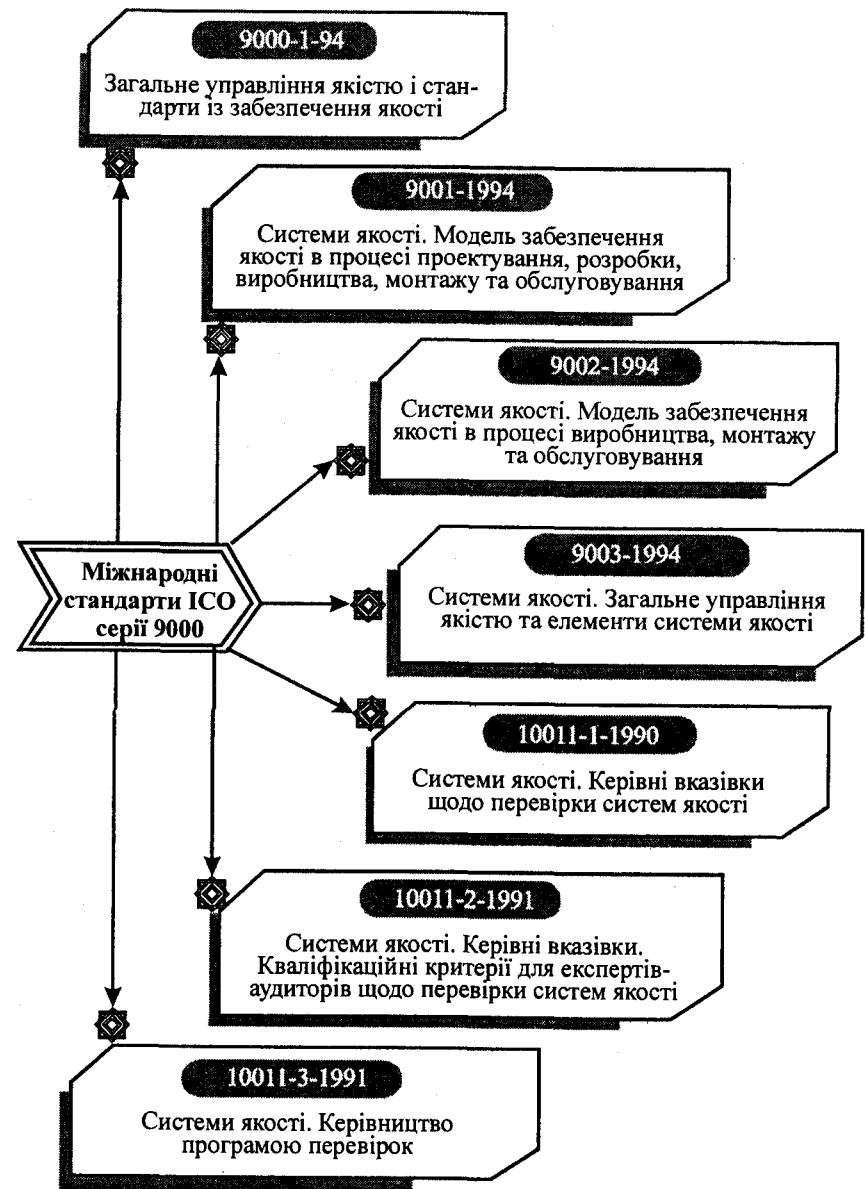 9000-1-94
Загальне управління якістю і стан-
дарти із забезпечення якості
9001-1994
Системи якості. Модель забезпечення
якості в процесі проектування, розробки,
виробництва, монтажу та обслуговування
9002-1994
Системи якості. Модель забезпечення
якості в процесі виробництва, монтажу
та обслуговування
Міжнародні
стандарти ІСО
серії 9000
9003-1994
Системи якості. Загальне управління
якістю та елементи системи якості
10011-1-1990
Системи якості. Керівні вказівки
щодо перевірки систем якості
10011-2-1991
Системи якості. Керівні вказівки.
Кваліфікаційні критерії для експертів-
аудиторів щодо перевірки систем якості
10011-3-1991
Системи якості. Керівництво
програмою перевірок